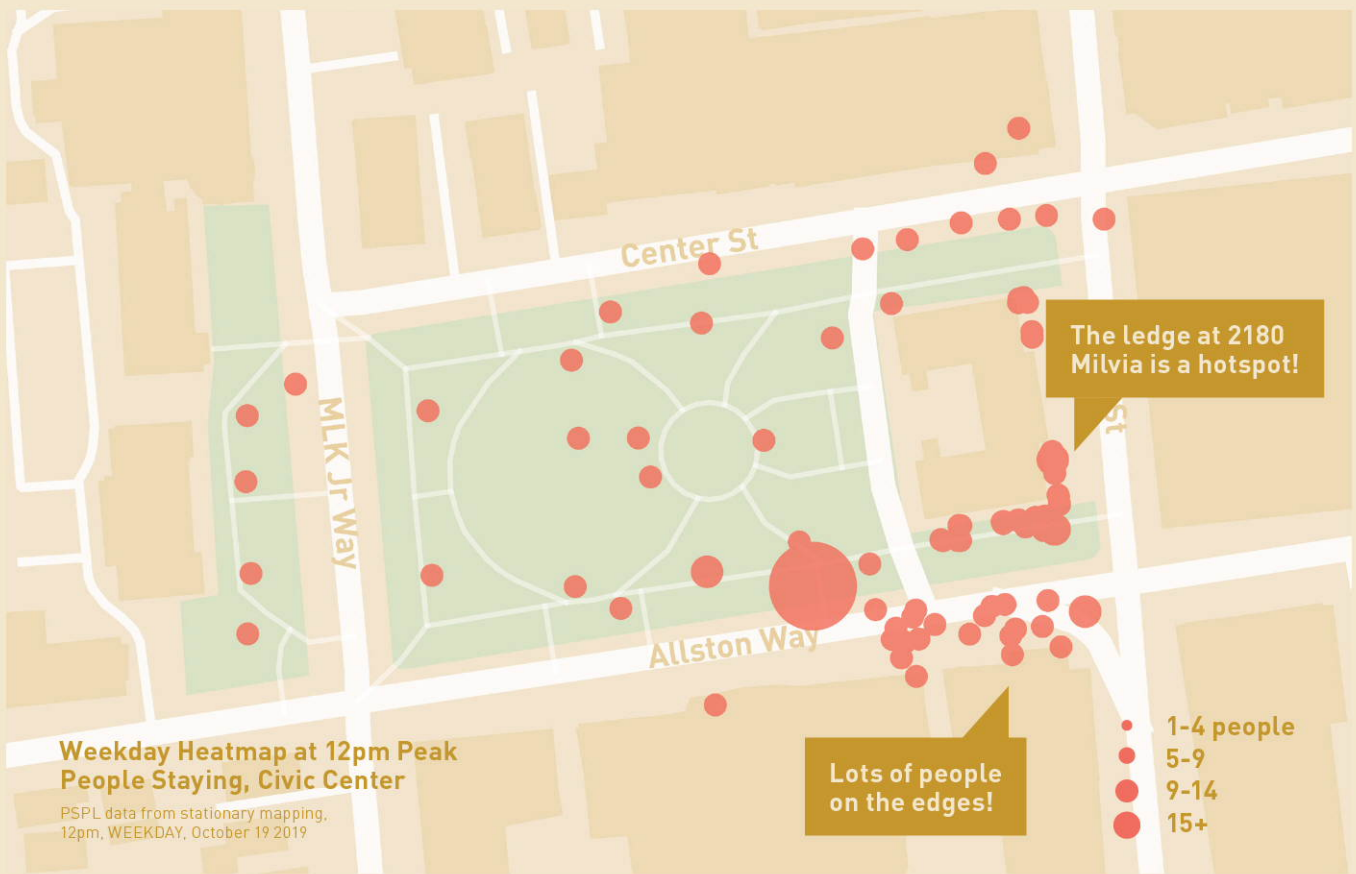 Center St
The ledge at 2180
Milvia is a hotspot!
St
MLK Jr Way
Allston Way
Lots of people
on the edges!
1-4 people
5-9
9-14
15+
Weekday Heatmap at 12pm Peak
People Staying, Civic Center
PSPL data from stationary mapping,
12pm, WEEKDAY, October 19 2019